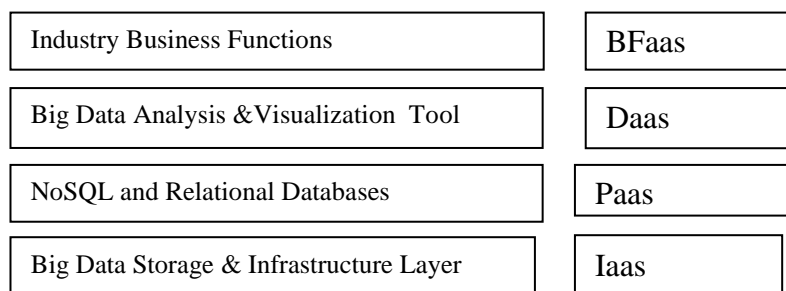 Industry Business Functions
BFaas
Big Data Analysis &Visualization Tool
Daas
NoSQL and Relational Databases
Paas
Big Data Storage & Infrastructure Layer
Iaas